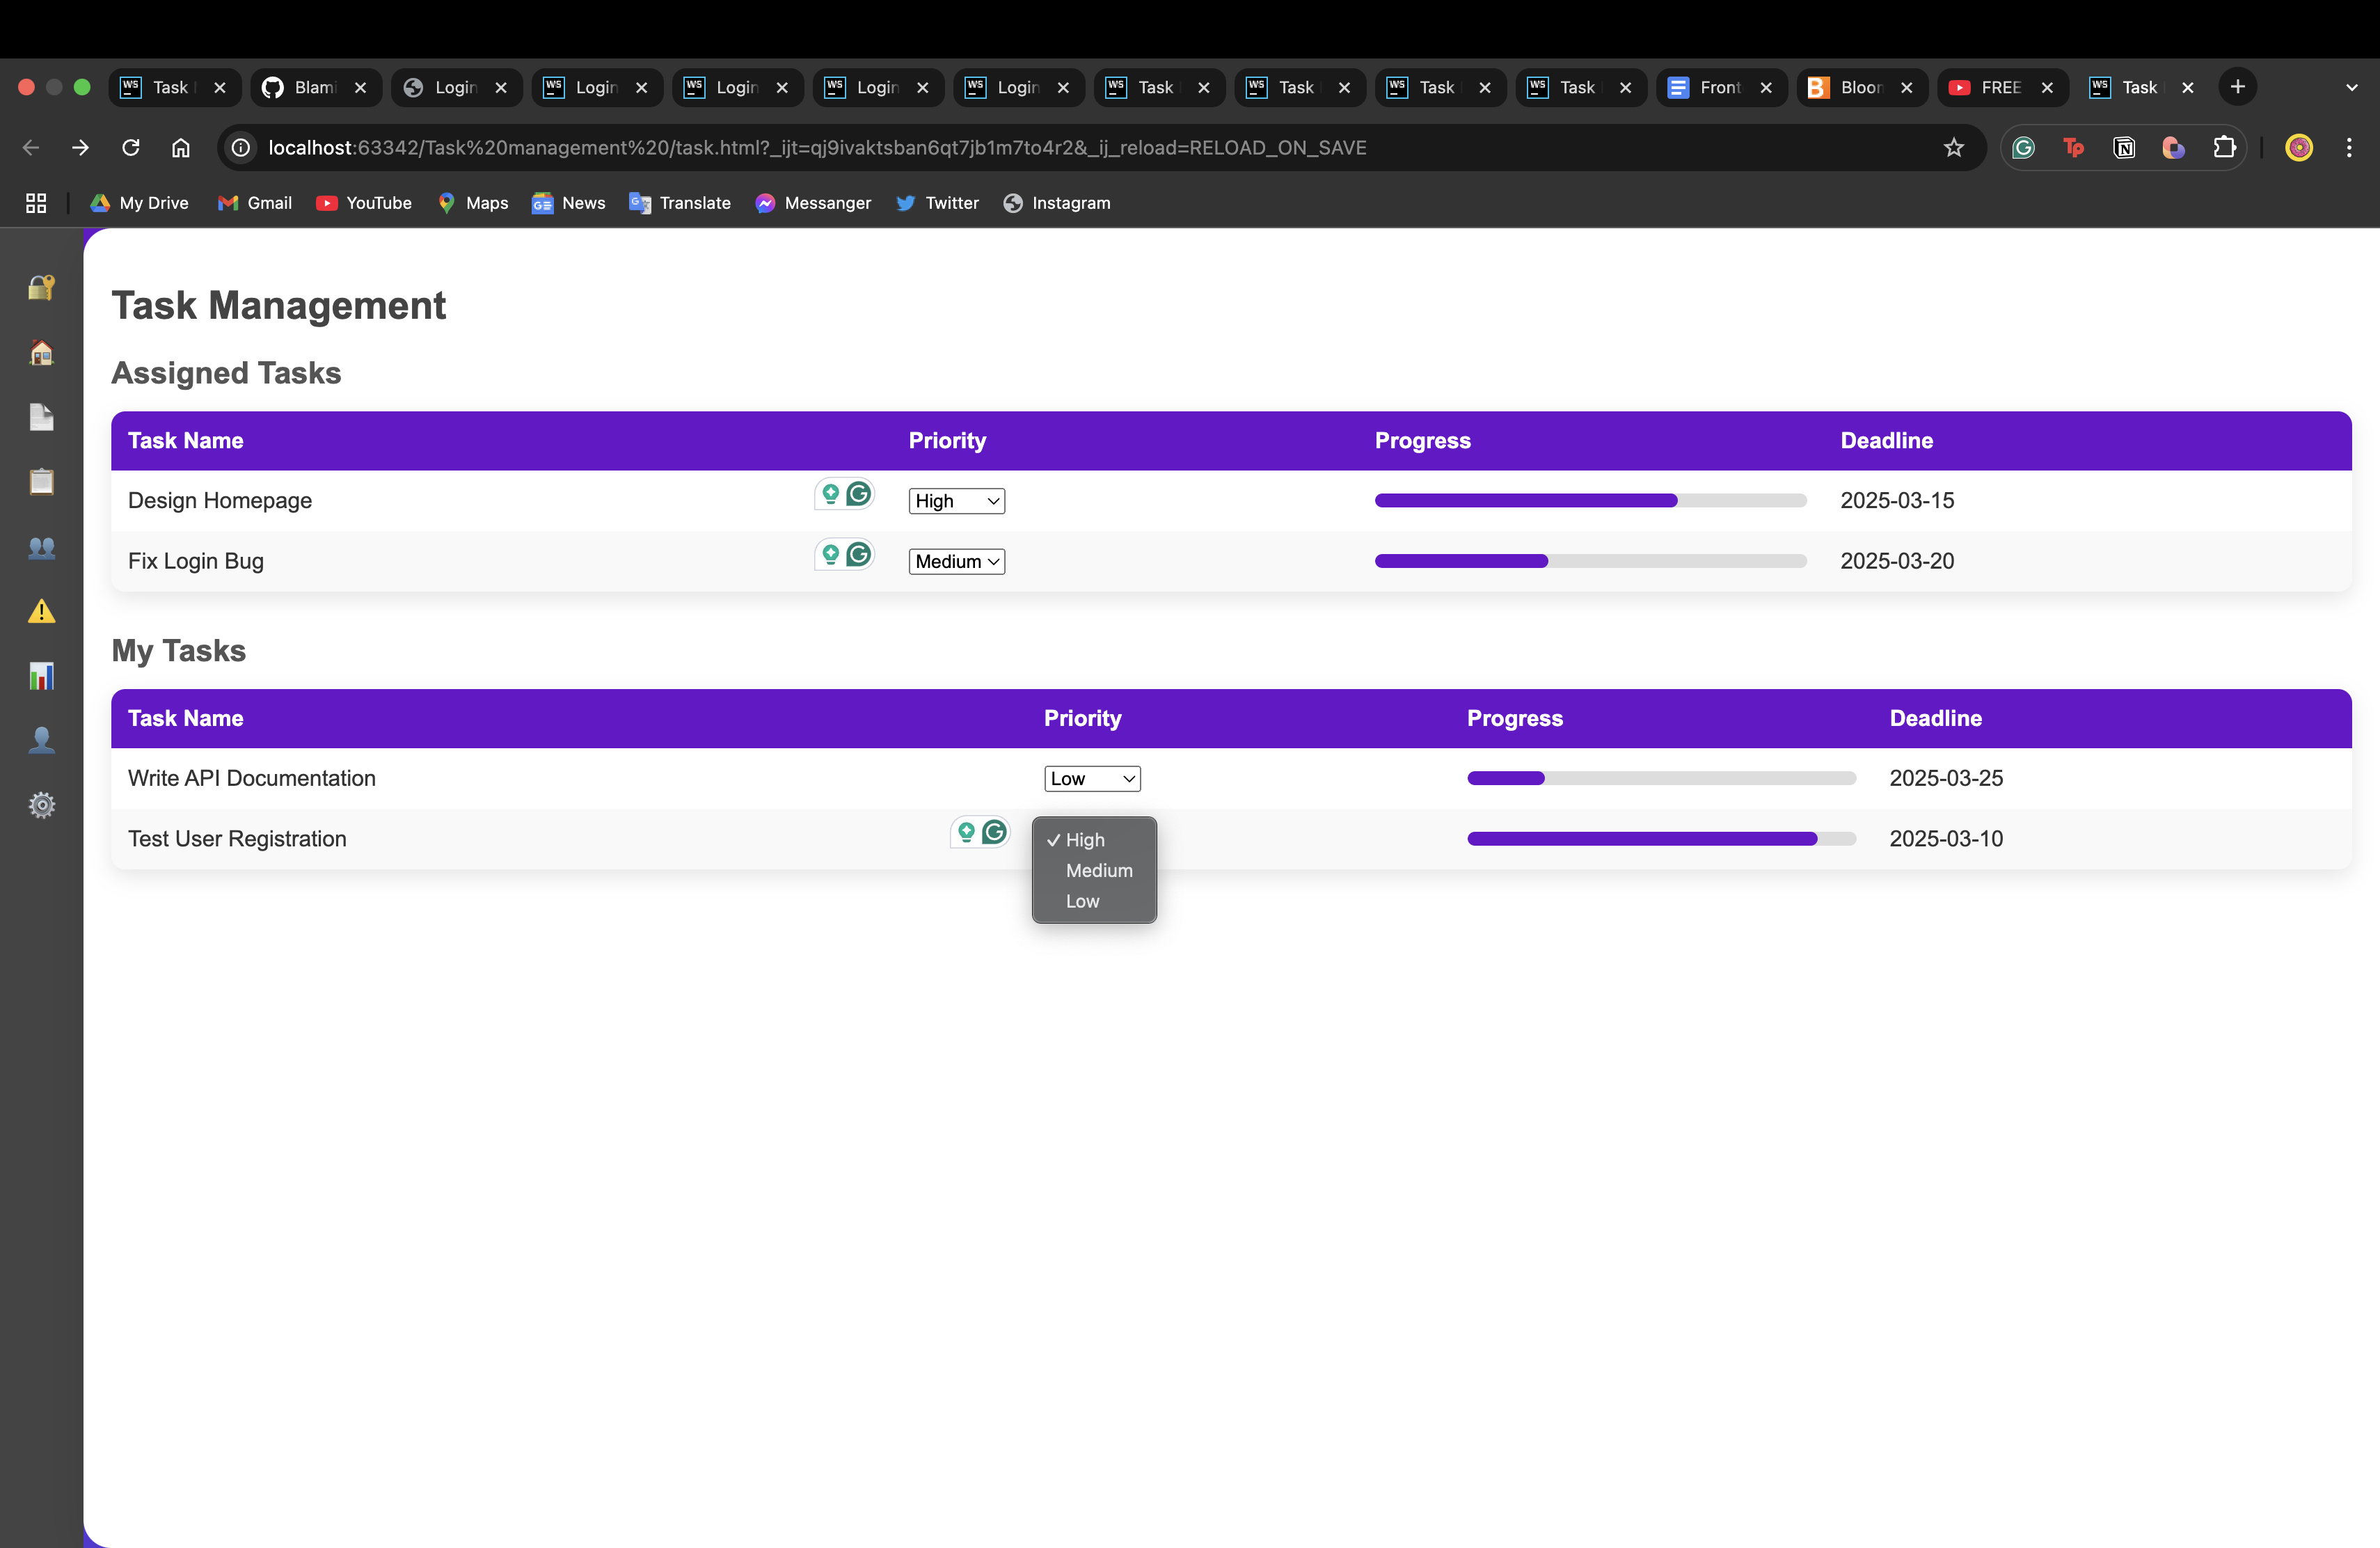 Task Blami Login Login Login Login Login Task Task Task Task Front Bloom FREE Task
localhost:63342/Task%20management%20/task.html?_ijt=qj9ivaktsban6qt7jb1m7to4r2&_ij_reload=RELOAD_ON_SAVE
My Drive Gmail YouTube Maps News Translate Messanger Twitter Instagram
Task Management
Assigned Tasks
Task Name Priority Progress Deadline
Design Homepage High 2025-03-15
Fix Login Bug Medium 2025-03-20
My Tasks
Task Name Priority Progress Deadline
Write API Documentation Low 2025-03-25
Test User Registration High 2025-03-10
Medium
Low